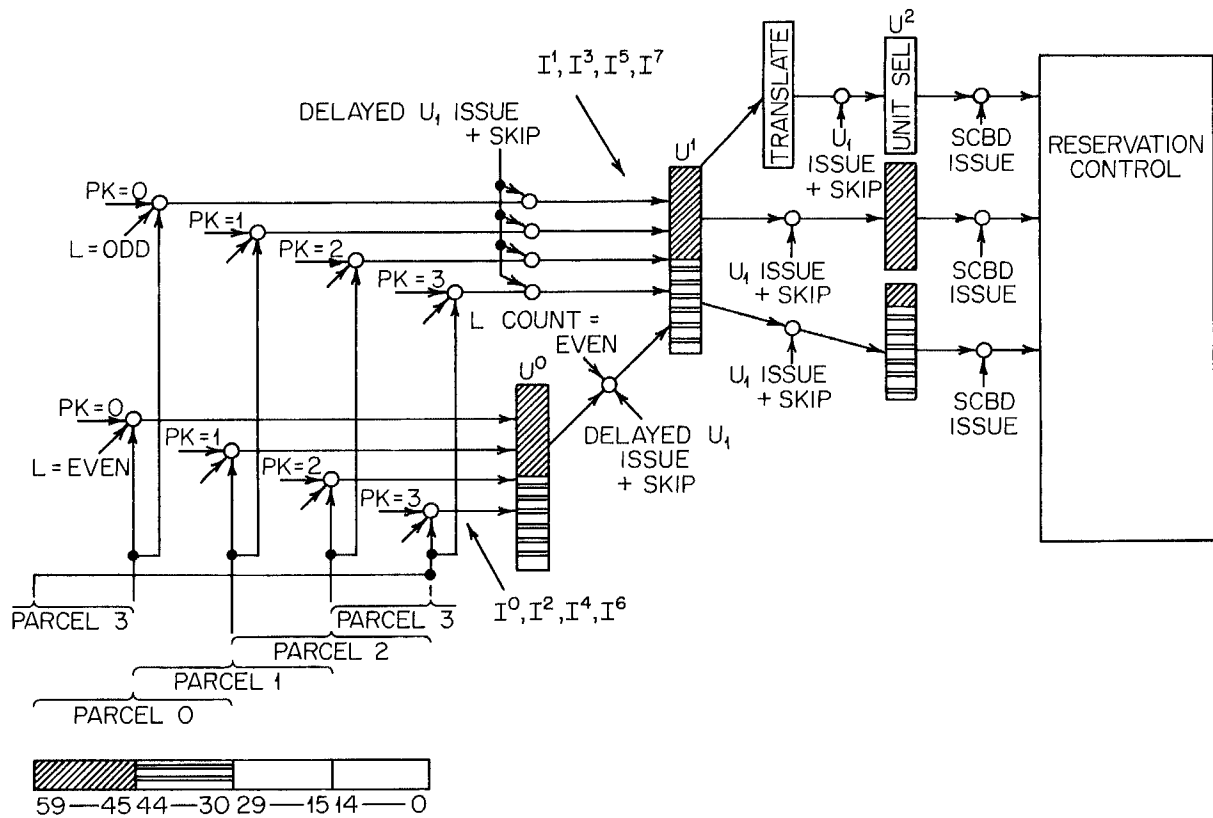 I¹, I³, I⁵, I⁷
DELAYED U₁ ISSUE
+ SKIP
TRANSLATE
U₁
ISSUE
+ SKIP
U²
UNIT SEL
SCBD
ISSUE
RESERVATION
CONTROL
U¹
PK=0
L=ODD
PK=1
PK=2
PK=3
U₁ ISSUE
+ SKIP
SCBD
ISSUE
L COUNT =
EVEN
U₁ ISSUE
+ SKIP
SCBD
ISSUE
U⁰
PK=0
L=EVEN
PK=1
PK=2
PK=3
DELAYED U₁
ISSUE
+ SKIP
I⁰, I², I⁴, I⁶
PARCEL 3
PARCEL 3
PARCEL 2
PARCEL 1
PARCEL 0
59—45 44—30 29—15 14—0